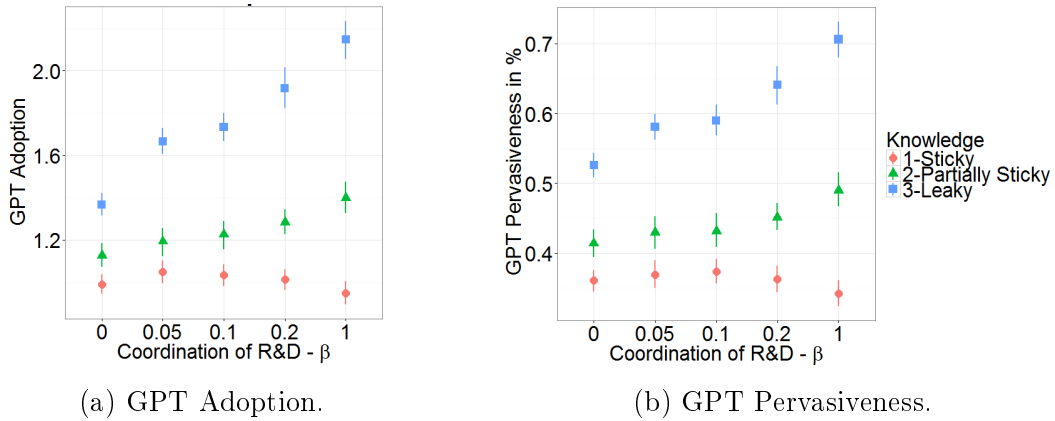 GPT Adoption
2.0
1.6
1.2
0 0.05 0.1 0.2 1
Coordination of R&D - β
(a) GPT Adoption.
GPT Pervasiveness in %
0.7
0.6
0.5
0.4
0 0.05 0.1 0.2 1
Coordination of R&D - β
(b) GPT Pervasiveness.
Knowledge
1-Sticky
2-Partially Sticky
3-Leaky